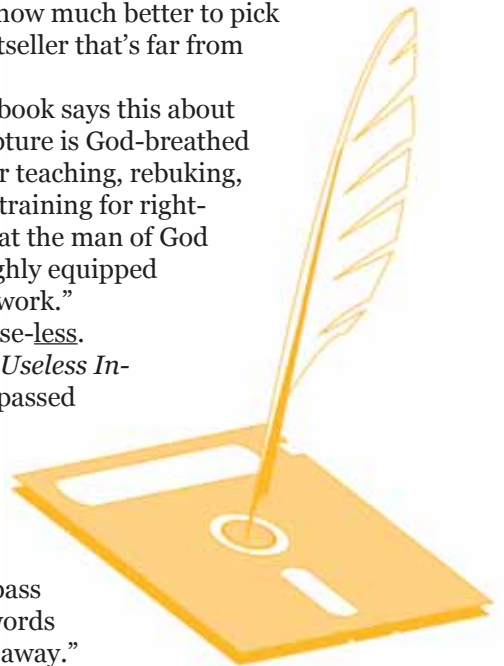 how much better to pick
tseller that’s far from
book says this about
pture is God-breathed
r teaching, rebuking,
training for right-
at the man of God
ghly equipped
work.”
se-less.
Useless In-
passed
pass
vords
away.”